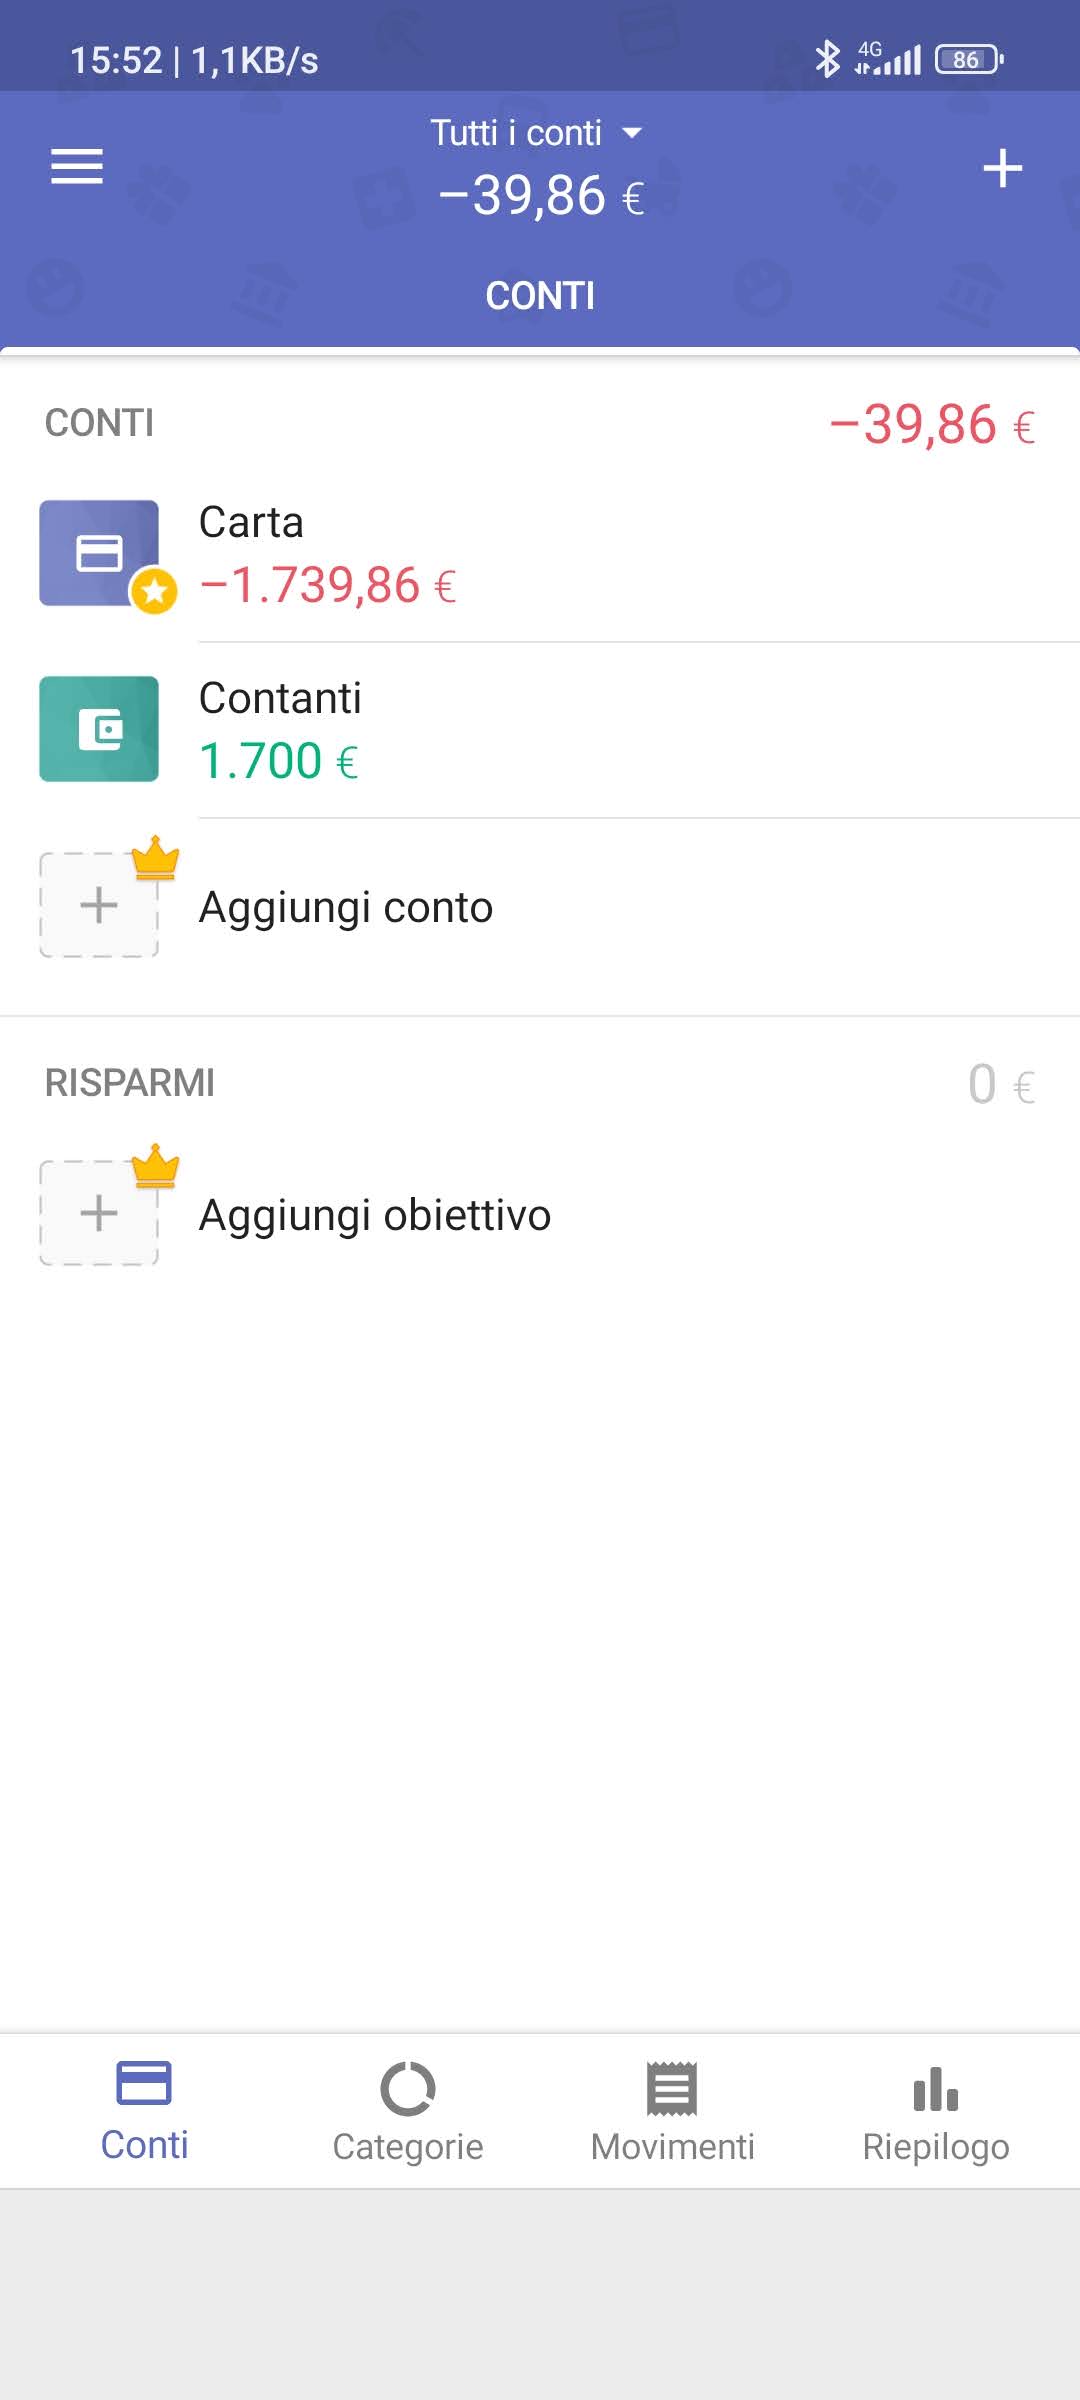 15:52 | 1,1KB/s
4G
86
Tutti i conti
–39,86 €
CONTI
CONTI
–39,86 €
Carta
–1.739,86 €
Contanti
1.700 €
Aggiungi conto
RISPARMI
0 €
Aggiungi obiettivo
Conti
Categorie
Movimenti
Riepilogo